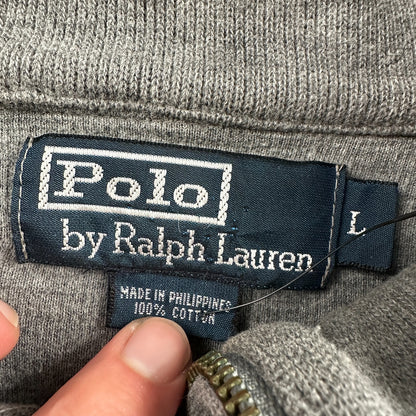 Polo
by Ralph Lauren
L
MADE IN PHILIPPINES
100% COTTON